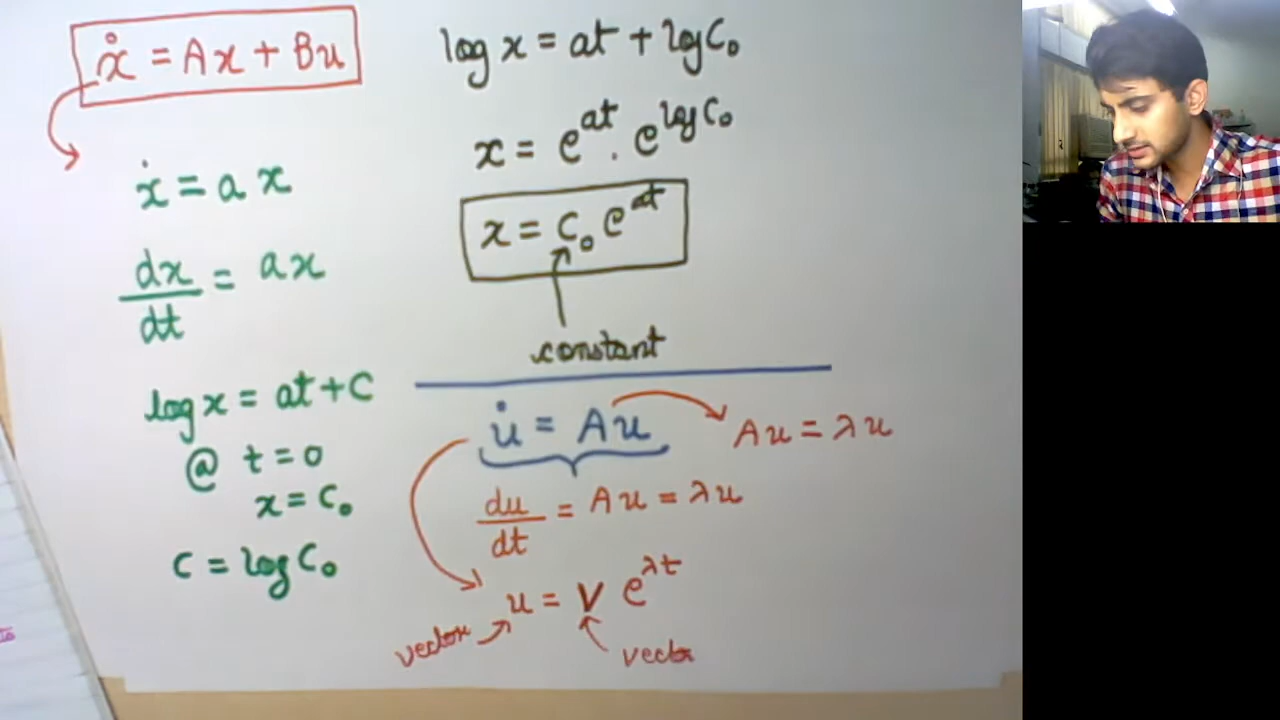 ẋ = Ax + Bu
ẋ = ax
dx/dt = ax
log x = at + C
@ t = 0
x = C₀
C = log C₀
log x = at + log C₀
x = e^{at} . e^{log C₀}
x = C₀ e^{at}
constant
u̇ = Au
Au = λu
du/dt = Au = λu
u = V e^{λt}
vector
vector